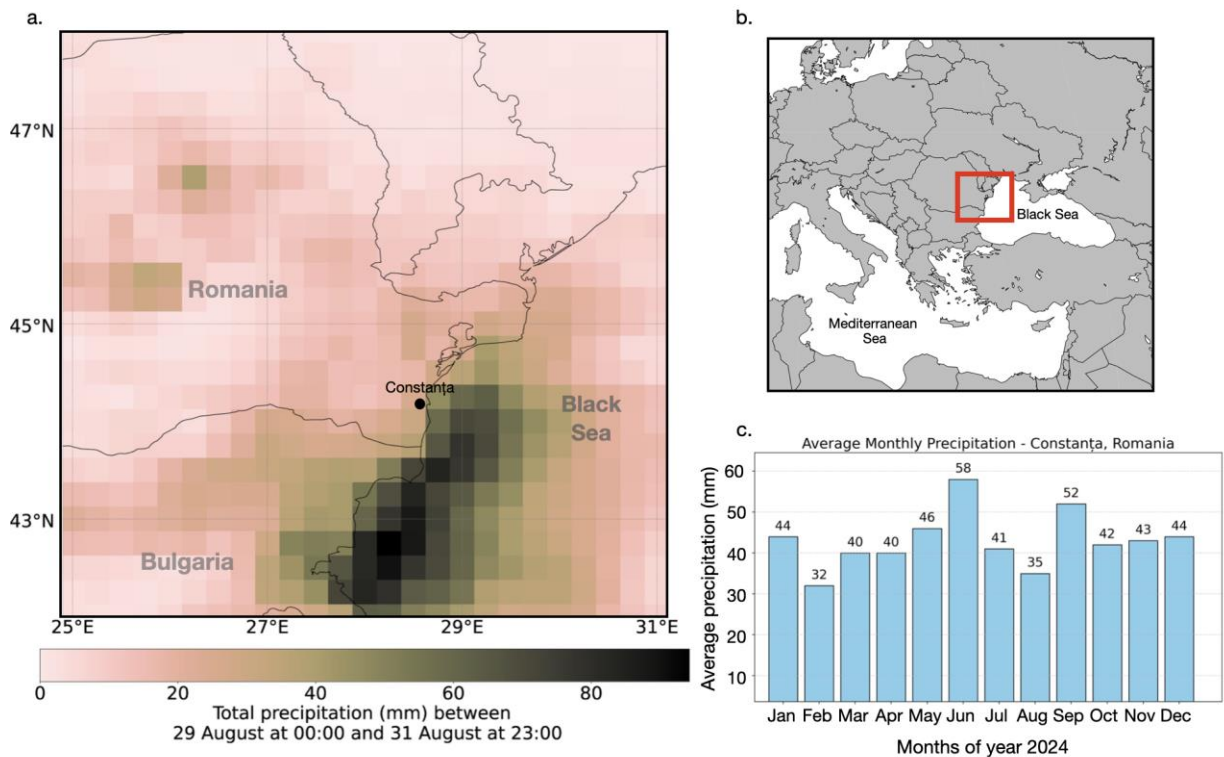 a.
47°N
45°N
43°N
25°E
27°E
29°E
31°E
Romania
Constanța
Black
Sea
Bulgaria
0
20
40
60
80
Total precipitation (mm) between
29 August at 00:00 and 31 August at 23:00
b.
Black Sea
Mediterranean
Sea
c.
Average Monthly Precipitation - Constanța, Romania
Average precipitation (mm)
60
50
40
30
20
10
44
32
40
40
46
58
41
35
52
42
43
44
Jan Feb Mar Apr May Jun Jul Aug Sep Oct Nov Dec
Months of year 2024